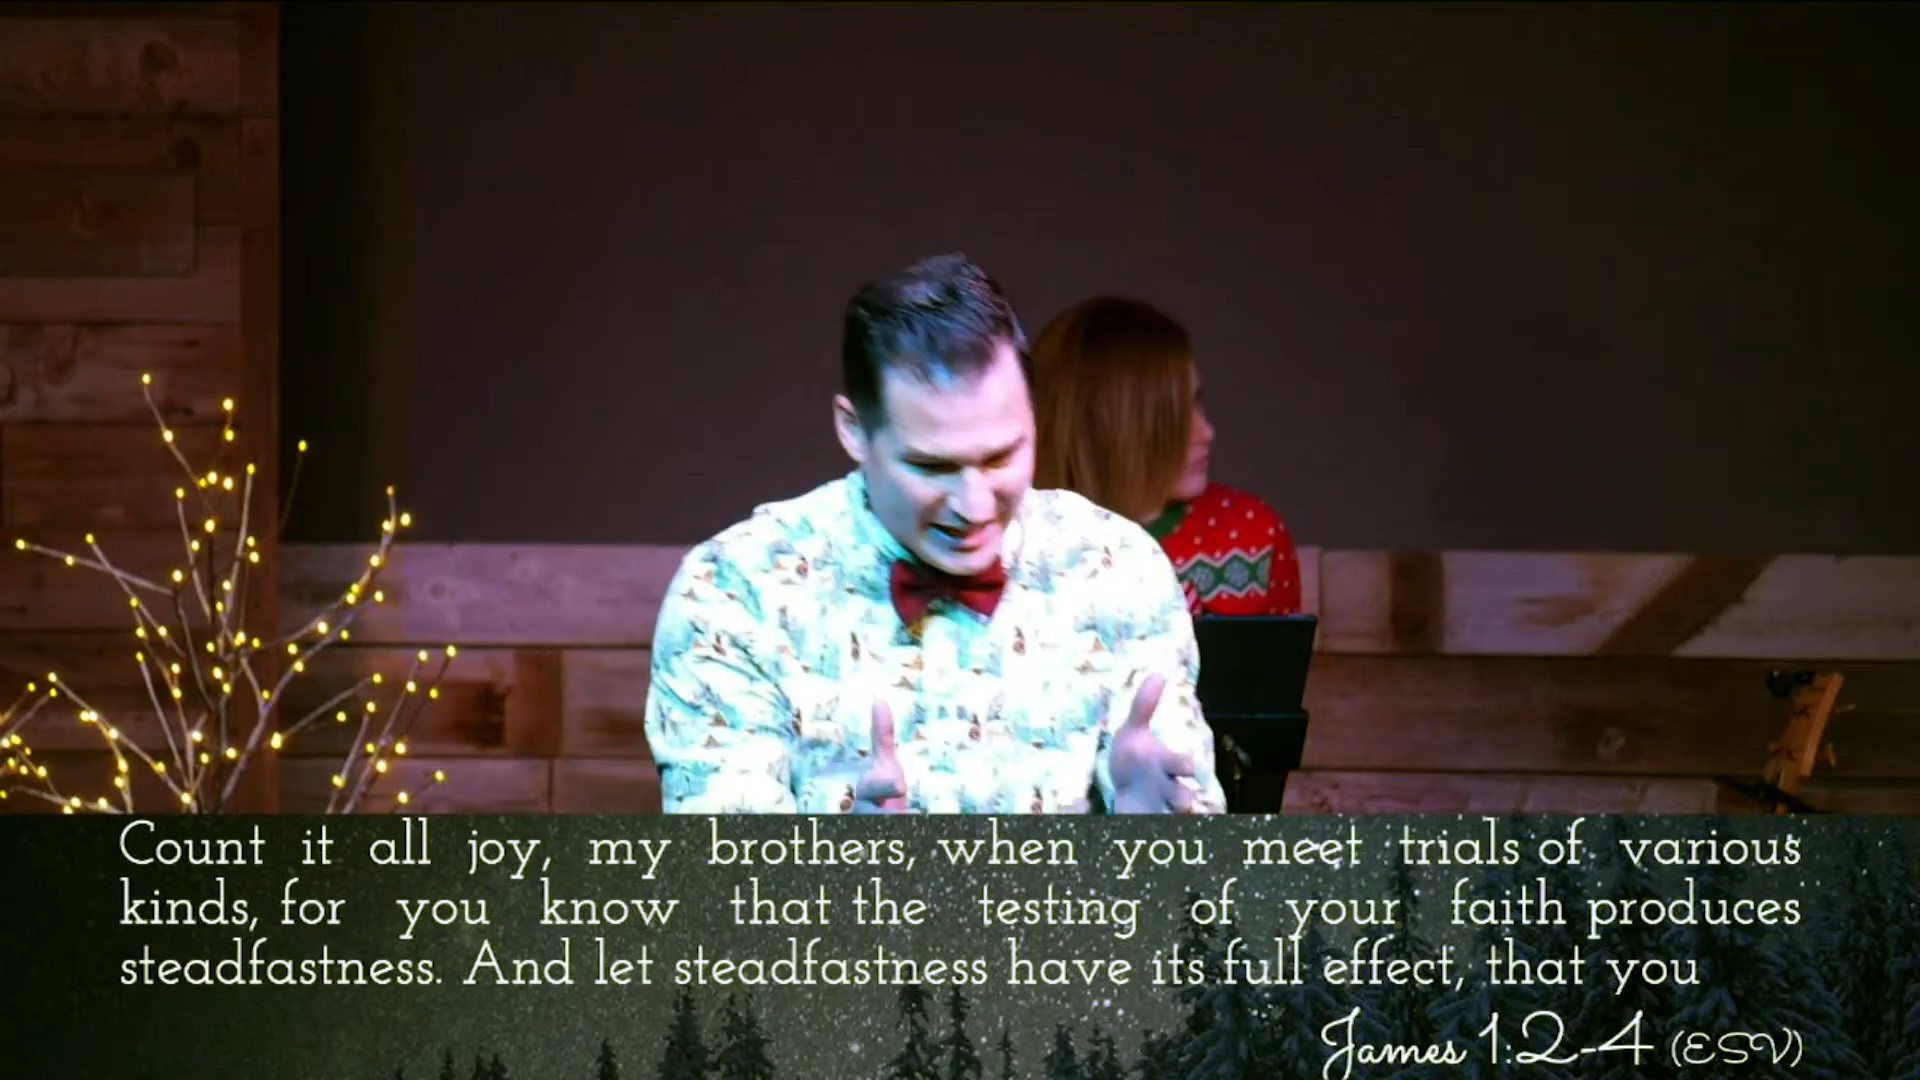 Count it all joy, my brothers, when you meet trials of various
kinds, for you know that the testing of your faith produces
steadfastness. And let steadfastness have its full effect, that you
James 1:2-4 (ESV)